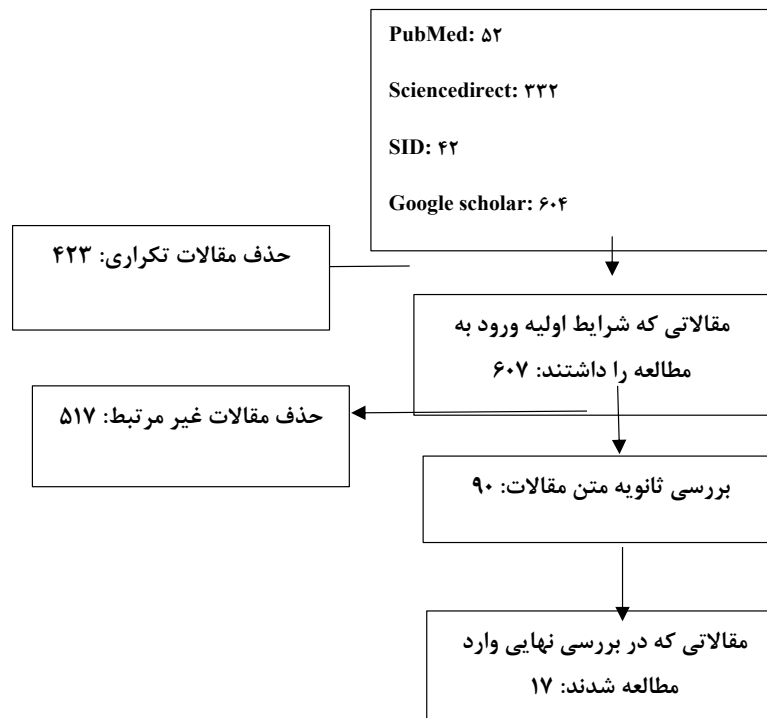 PubMed: ۵۲
Sciencedirect: ۳۳۲
SID: ۴۲
Google scholar: ۶۰۴
حذف مقالات تکراری: ۴۲۳
مقالاتی که شرایط اولیه ورود به
مطالعه را داشتند: ۶۰۷
حذف مقالات غیر مرتبط: ۵۱۷
بررسی ثانویه متن مقالات: ۹۰
مقالاتی که در بررسی نهایی وارد
مطالعه شدند: ۱۷